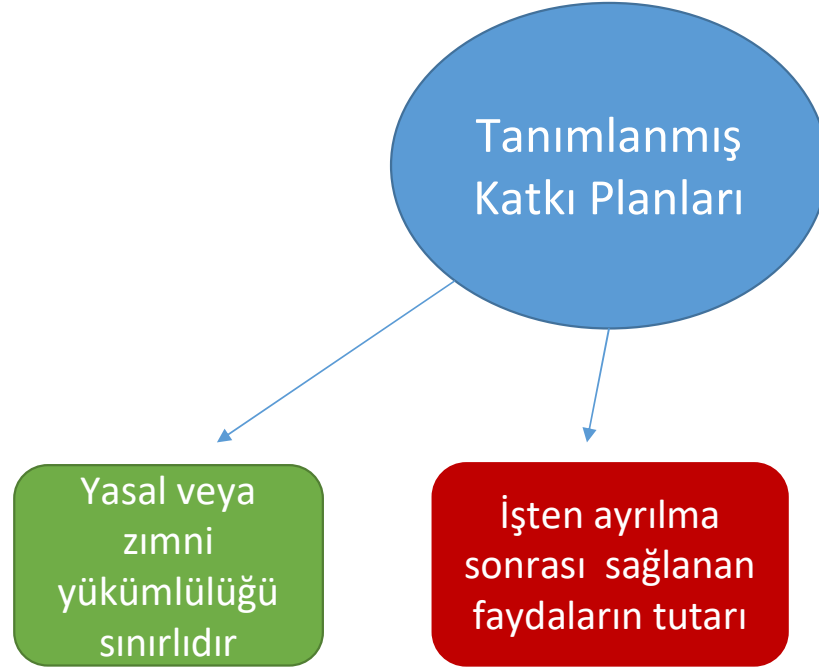 Tanımlanmış
Katkı Planları
Yasal veya
zımni
yükümlülüğü
sınırlıdır
İşten ayrılma
sonrası sağlanan
faydaların tutarı